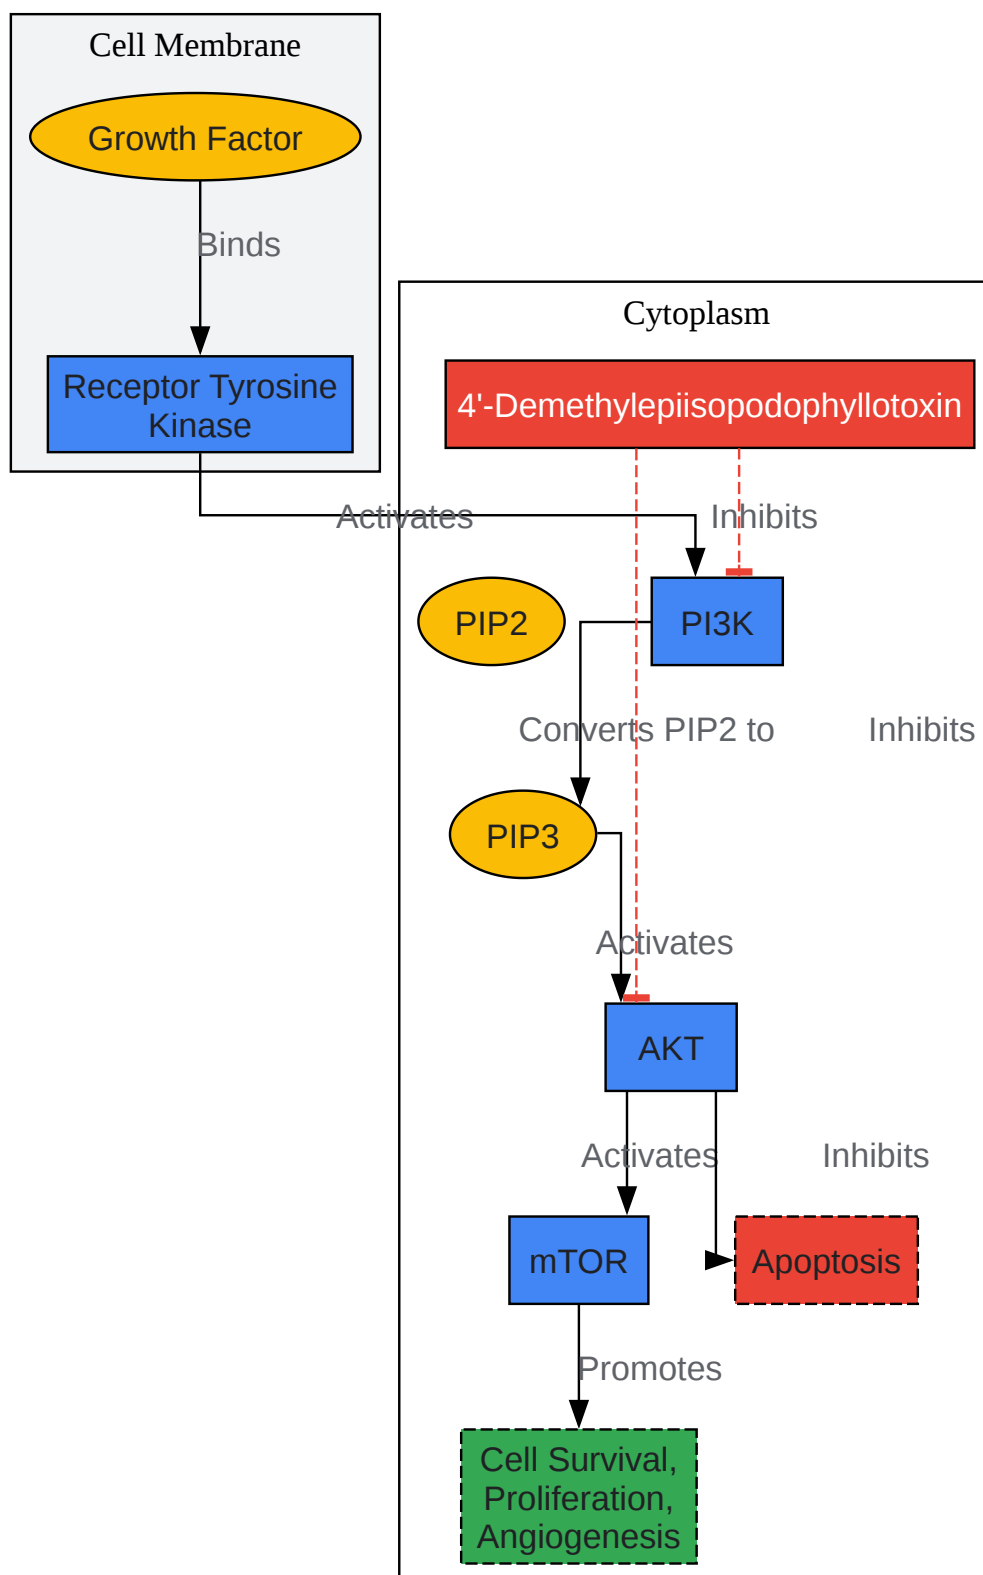 Cell Membrane
Growth Factor
Binds
Receptor Tyrosine
Kinase
Cytoplasm
4'-Demethylepiisopodophyllotoxin
Activates
Inhibits
PIP2
PI3K
Converts PIP2 to
Inhibits
PIP3
Activates
AKT
Activates
Inhibits
mTOR
Apoptosis
Promotes
Cell Survival,
Proliferation,
Angiogenesis